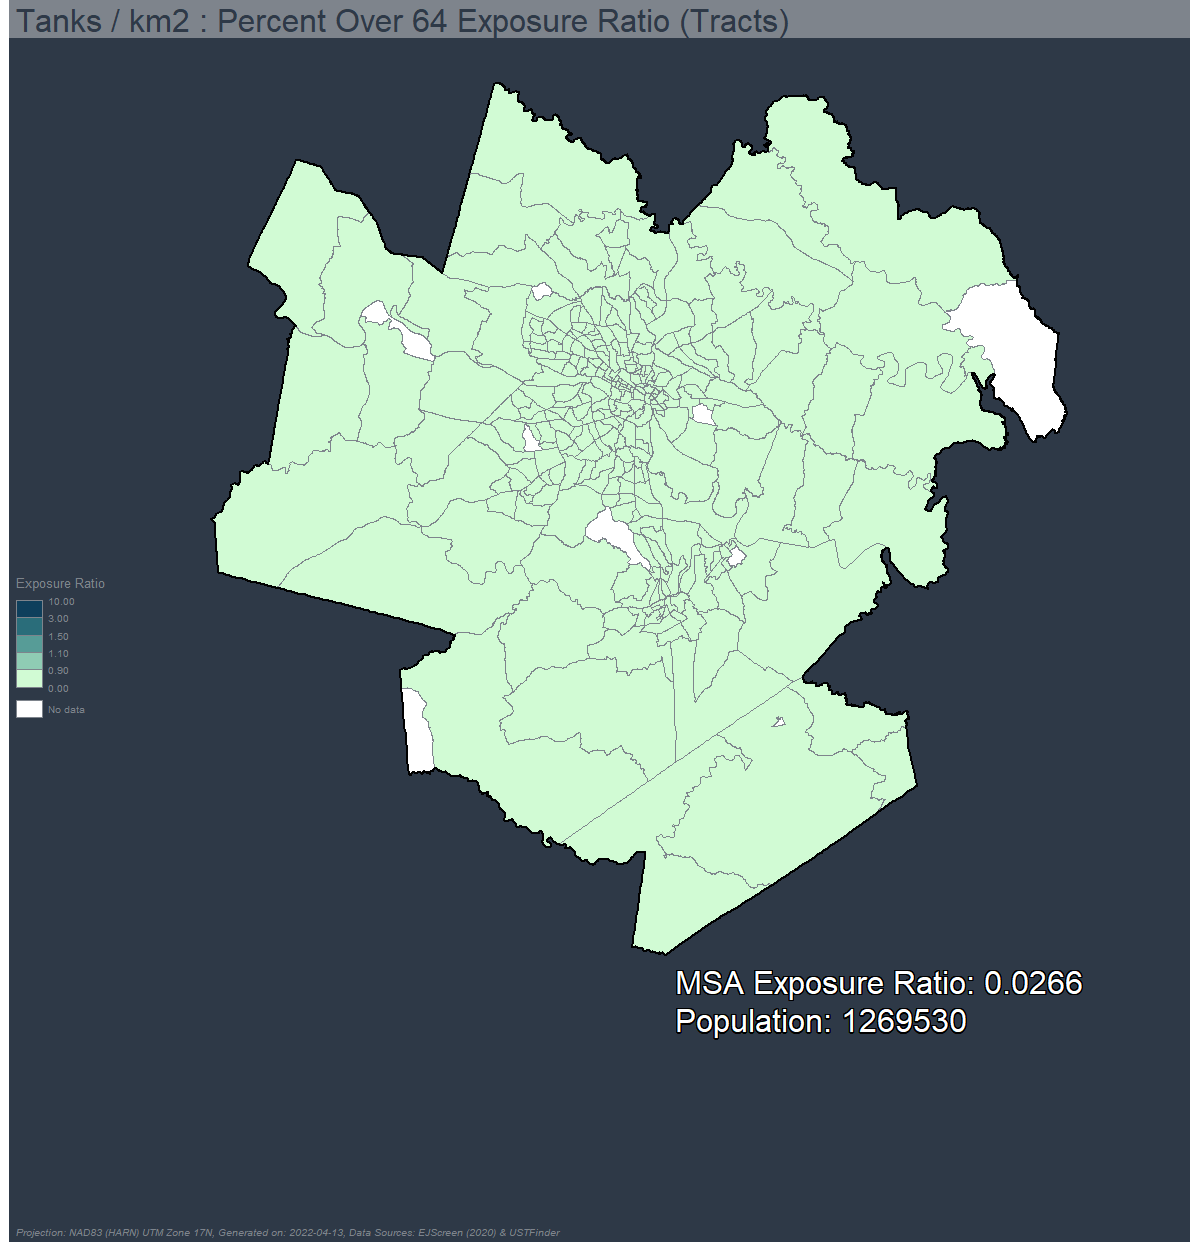 Tanks / km2 : Percent Over 64 Exposure Ratio (Tracts)
Exposure Ratio
10.00
3.00
1.50
1.10
0.90
0.00
No data
MSA Exposure Ratio: 0.0266
Population: 1269530
Projection: NAD83 (HARN) UTM Zone 17N, Generated on: 2022-04-13, Data Sources: EJScreen (2020) & USTFinder